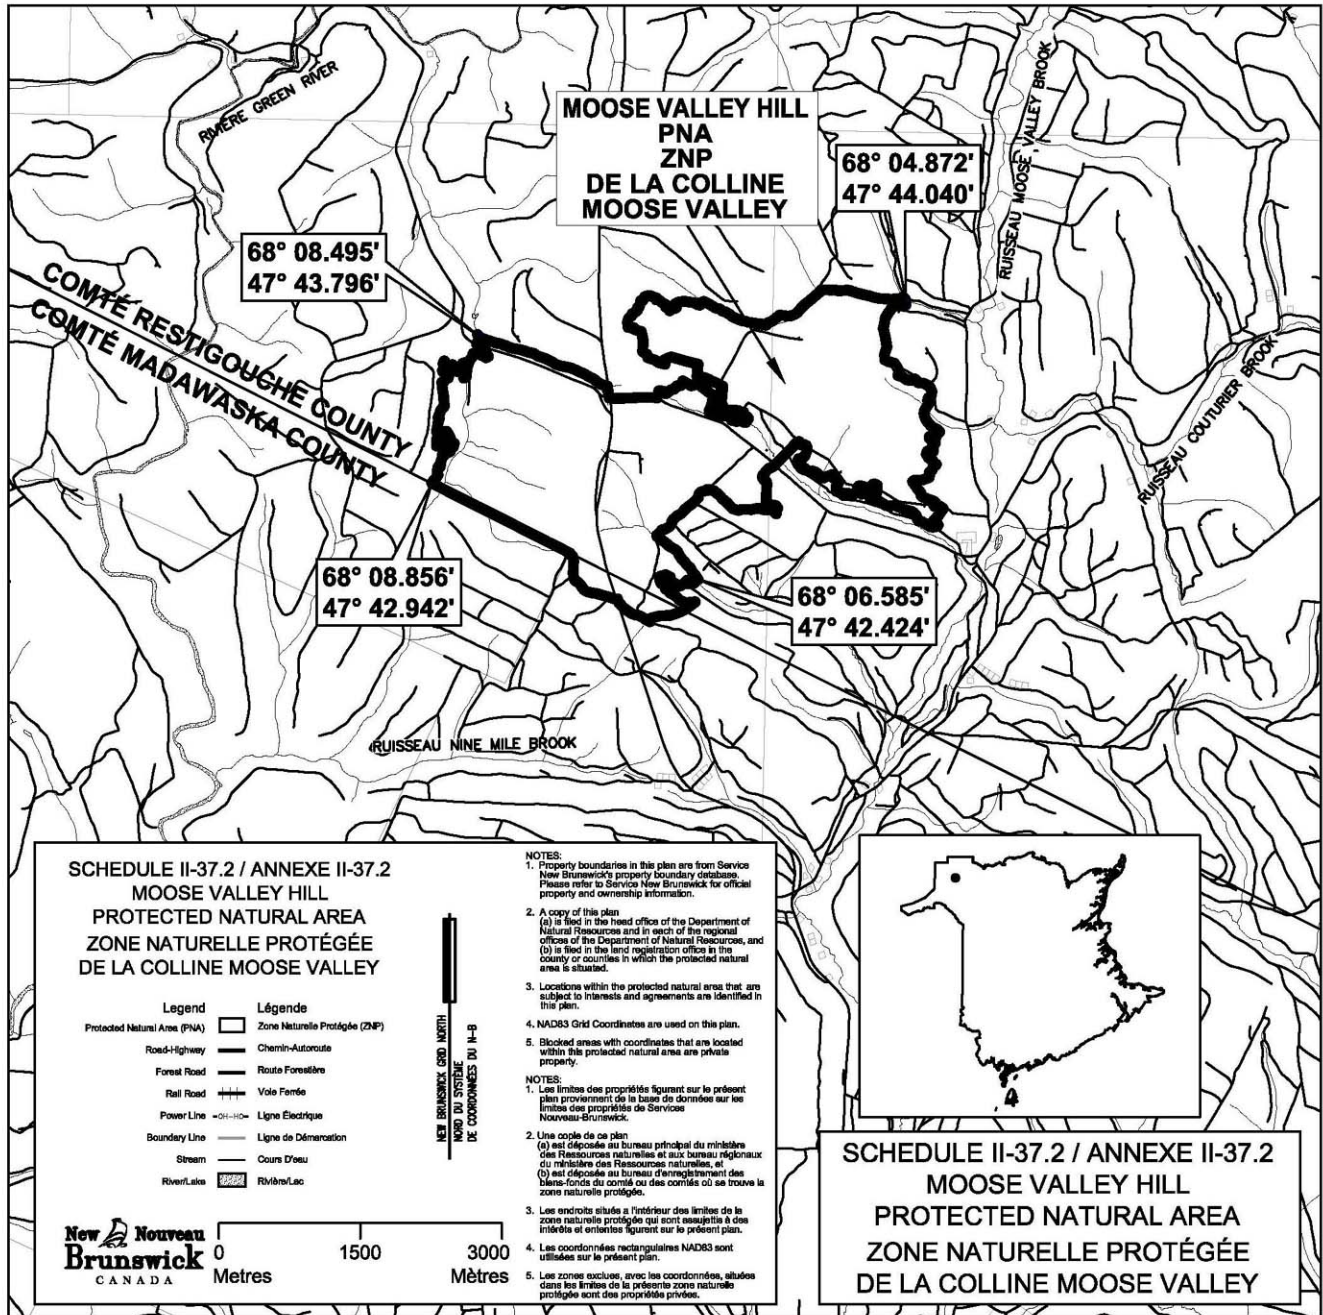 RIVIÈRE GREEN RIVER
MOOSE VALLEY HILL
PNA
ZNP
DE LA COLLINE
MOOSE VALLEY
68° 04.872'
47° 44.040'
RUISSEAU MOOSE VALLEY BROOK
68° 08.495'
47° 43.796'
COMTÉ RESTIGOUCHE COUNTY
COMTÉ MADAWASKA COUNTY
RUISSEAU COUTURIER BROOK
68° 08.856'
47° 42.942'
68° 06.585'
47° 42.424'
RUISSEAU NINE MILE BROOK
SCHEDULE II-37.2 / ANNEXE II-37.2
MOOSE VALLEY HILL
PROTECTED NATURAL AREA
ZONE NATURELLE PROTÉGÉE
DE LA COLLINE MOOSE VALLEY
Legend Légende
Protected Natural Area (PNA) Zone Naturelle Protégée (ZNP)
Road-Highway Chemin-Autoroute
Forest Road Route Forestière
Rail Road Voie Ferrée
Power Line -OH-HO- Ligne Électrique
Boundary Line Ligne de Démarcation
Stream Cours D'eau
River/Lake Rivière/Lac
NEW BRUNSWICK GRID NORTH
NORD DU SYSTÈME
DE COORDONNÉES DU N-B
New Nouveau
Brunswick
CANADA
0 1500 3000
Metres Mètres
NOTES:
1. Property boundaries in this plan are from Service
New Brunswick's property boundary database.
Please refer to Service New Brunswick for official
property and ownership information.
2. A copy of this plan
(a) is filed in the head office of the Department of
Natural Resources and in each of the regional
offices of the Department of Natural Resources, and
(b) is filed in the land registration office in the
county or counties in which the protected natural
area is situated.
3. Locations within the protected natural area that are
subject to interests and agreements are identified in
this plan.
4. NAD83 Grid Coordinates are used on this plan.
5. Blocked areas with coordinates that are located
within this protected natural area are private
property.
NOTES:
1. Les limites des propriétés figurant sur le présent
plan proviennent de la base de données sur les
limites des propriétés de Services
Nouveau-Brunswick.
2. Une copie de ce plan
(a) est déposée au bureau principal du ministère
des Ressources naturelles et aux bureau régionaux
du ministère des Ressources naturelles, et
(b) est déposée au bureau d'enregistrement des
biens-fonds du comté ou des comtés où se trouve la
zone naturelle protégée.
3. Les endroits situés a l'intérieur des limites de la
zone naturelle protégée qui sont assujettis à des
intérêts et ententes figurent sur le présent plan.
4. Les coordonnées rectangulaires NAD83 sont
utilisées sur le présent plan.
5. Les zones exclues, avec les coordonnées, situées
dans les limites de la présente zone naturelle
protégée sont des propriétés privées.
SCHEDULE II-37.2 / ANNEXE II-37.2
MOOSE VALLEY HILL
PROTECTED NATURAL AREA
ZONE NATURELLE PROTÉGÉE
DE LA COLLINE MOOSE VALLEY